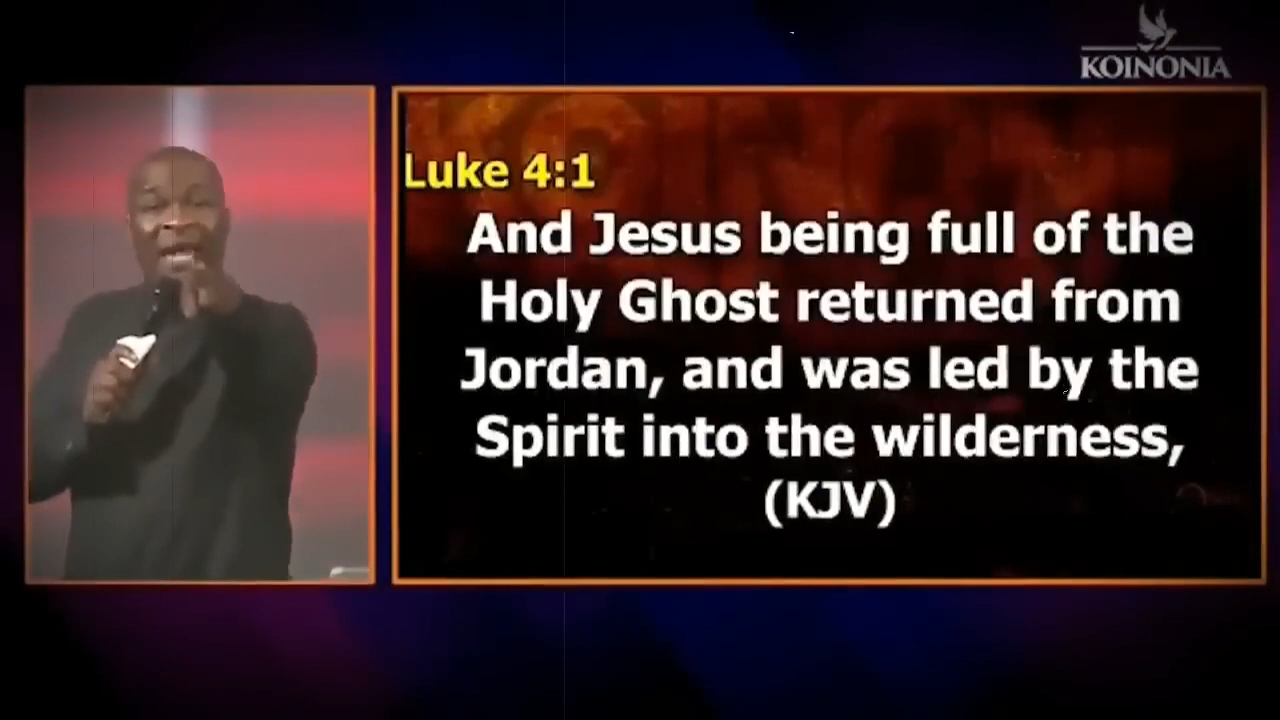 KOINONIA
Luke 4:1
And Jesus being full of the
Holy Ghost returned from
Jordan, and was led by the
Spirit into the wilderness,
(KJV)